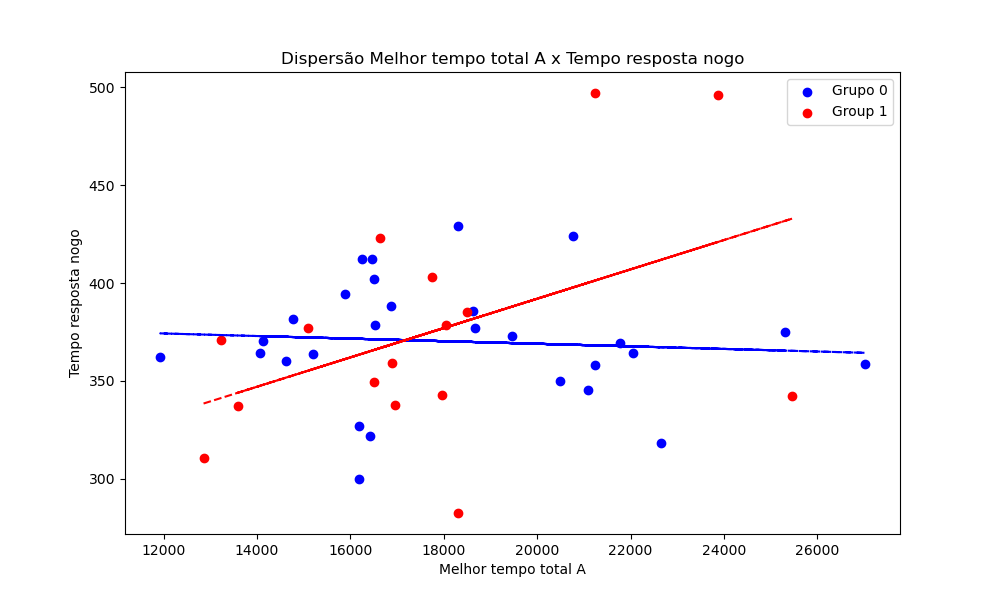 Dispersão Melhor tempo total A x Tempo resposta nogo
Grupo 0
Group 1
500
450
400
350
300
Tempo resposta nogo
12000 14000 16000 18000 20000 22000 24000 26000
Melhor tempo total A